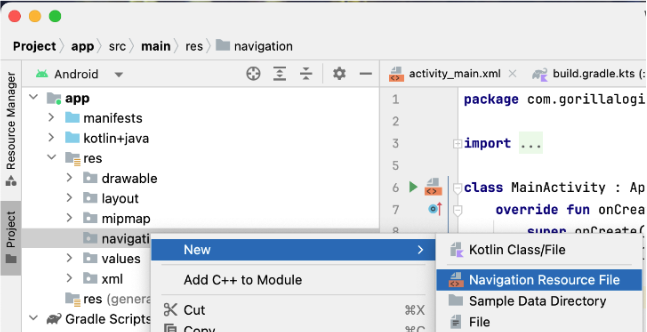 Project
app
src
main
res
navigation
Android
activity_main.xml
build.gradle.kts (:
Resource Manager
Project
app
manifests
kotlin+java
res
drawable
layout
mipmap
navigati
values
xml
res (genera
Gradle Scripts
1
3
5
6
7
8
package com.gorillalogi
import ...
class MainActivity : Ap
override fun onCrea
super.onCreate(
New
Add C++ to Module
Cut
⌘X
Copy
⌘C
Kotlin Class/File
Navigation Resource File
Sample Data Directory
File